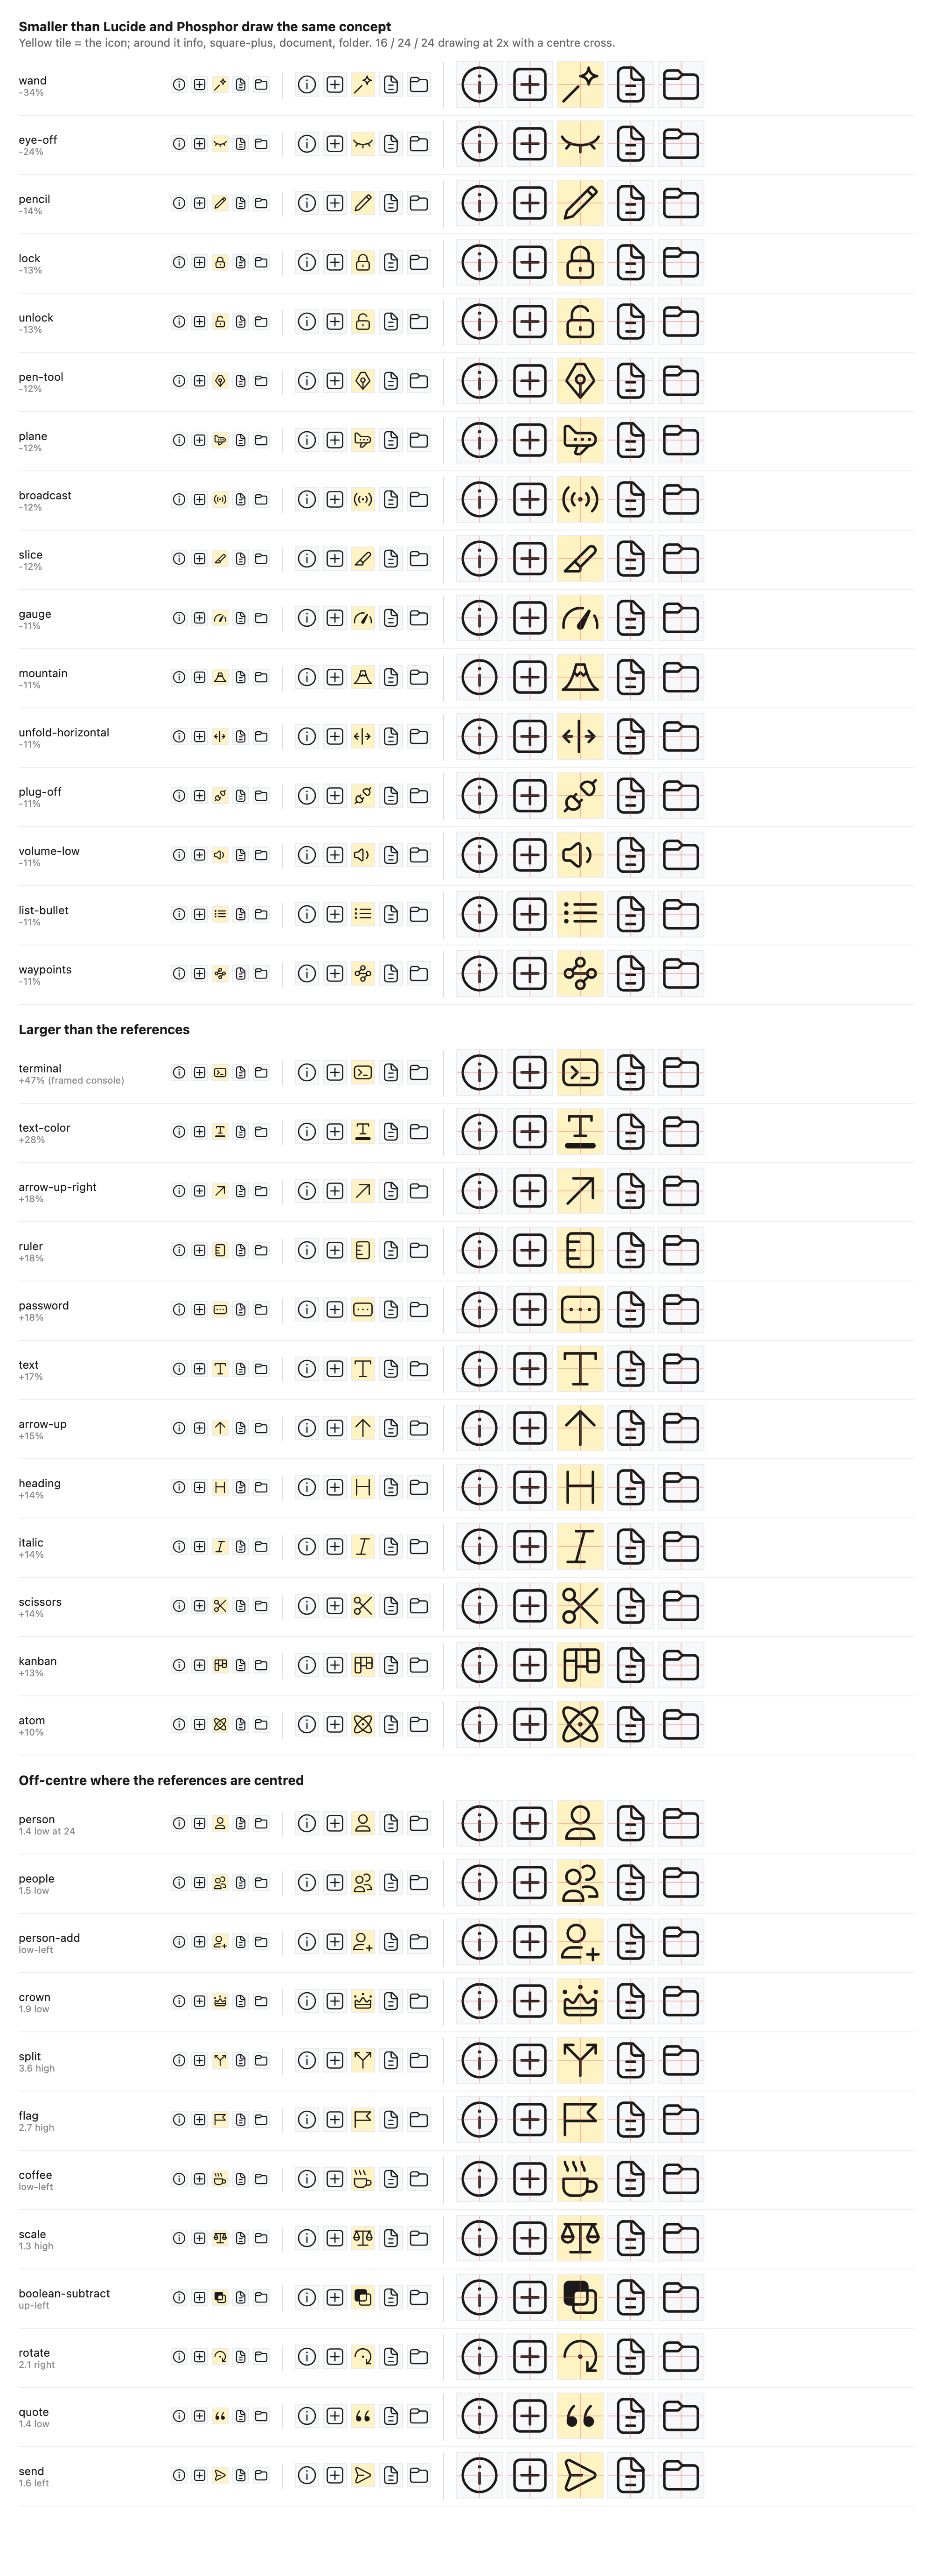 Smaller than Lucide and Phosphor draw the same concept
Yellow tile = the icon; around it info, square-plus, document, folder. 16 / 24 / 24 drawing at 2x with a centre cross.
wand
-34%
eye-off
-24%
pencil
-14%
lock
-13%
unlock
-13%
pen-tool
-12%
plane
-12%
broadcast
-12%
slice
-12%
gauge
-11%
mountain
-11%
unfold-horizontal
-11%
plug-off
-11%
volume-low
-11%
list-bullet
-11%
waypoints
-11%
Larger than the references
terminal
+47% (framed console)
text-color
+28%
arrow-up-right
+18%
ruler
+18%
password
+18%
text
+17%
arrow-up
+15%
heading
+14%
italic
+14%
scissors
+14%
kanban
+13%
atom
+10%
Off-centre where the references are centred
person
1.4 low at 24
people
1.5 low
person-add
low-left
crown
1.9 low
split
3.6 high
flag
2.7 high
coffee
low-left
scale
1.3 high
boolean-subtract
up-left
rotate
2.1 right
quote
1.4 low
send
1.6 left